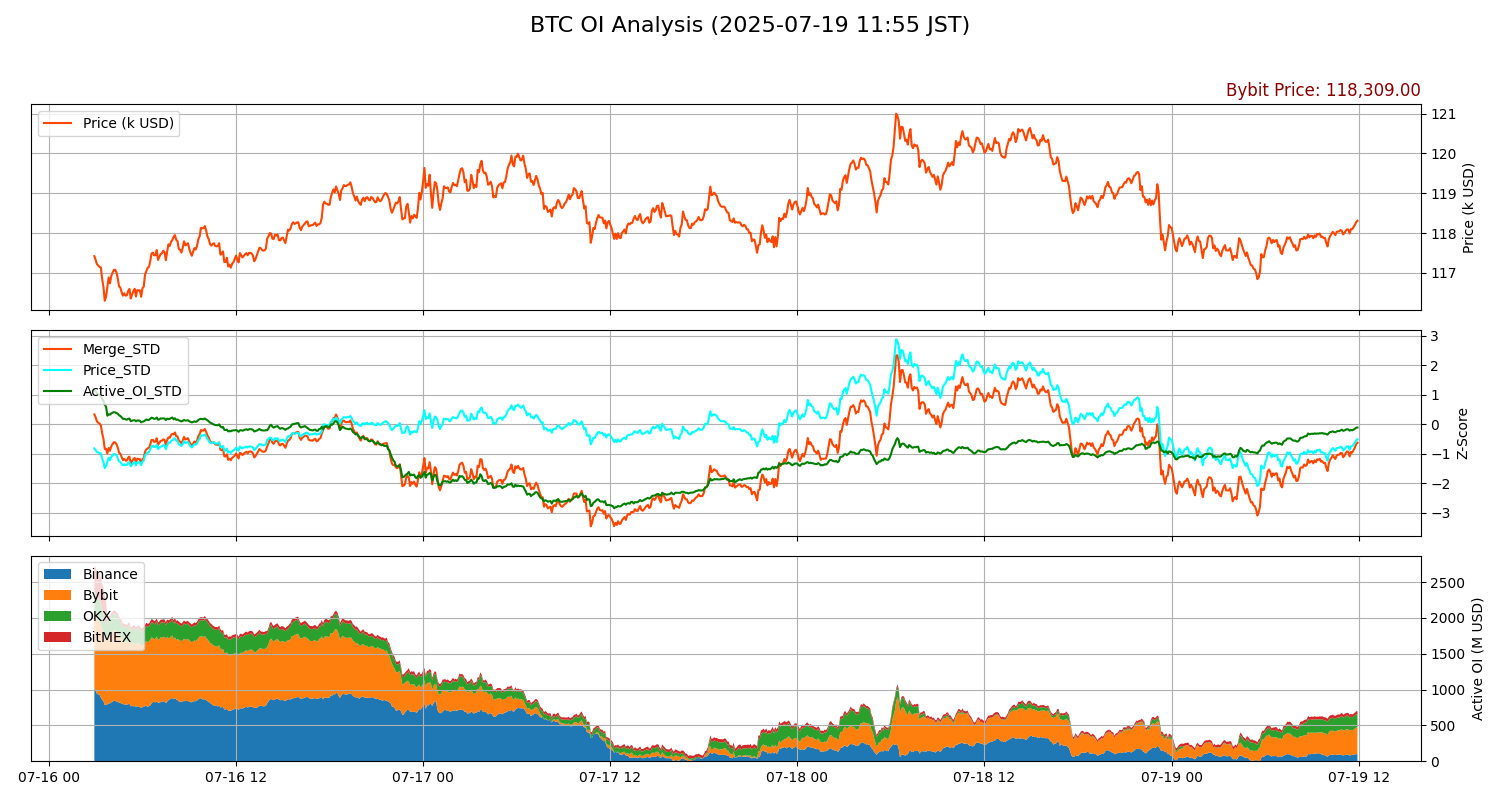 BTC OI Analysis (2025-07-19 11:55 JST)
Bybit Price: 118,309.00
Price (k USD)
121
120
119
118
117
Price (k USD)
Merge_STD
Price_STD
Active_OI_STD
3
2
1
0
−1
−2
−3
Z-Score
Binance
Bybit
OKX
BitMEX
2500
2000
1500
1000
500
0
Active OI (M USD)
07-16 00
07-16 12
07-17 00
07-17 12
07-18 00
07-18 12
07-19 00
07-19 12